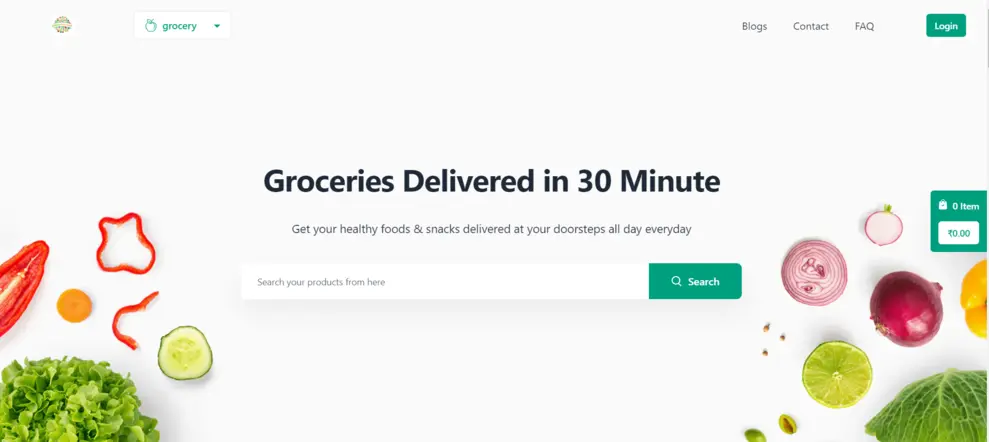 grocery
Blogs
Contact
FAQ
Login
Groceries Delivered in 30 Minute
Get your healthy foods & snacks delivered at your doorsteps all day everyday
Search your products from here
Search
0 Item
₹0.00